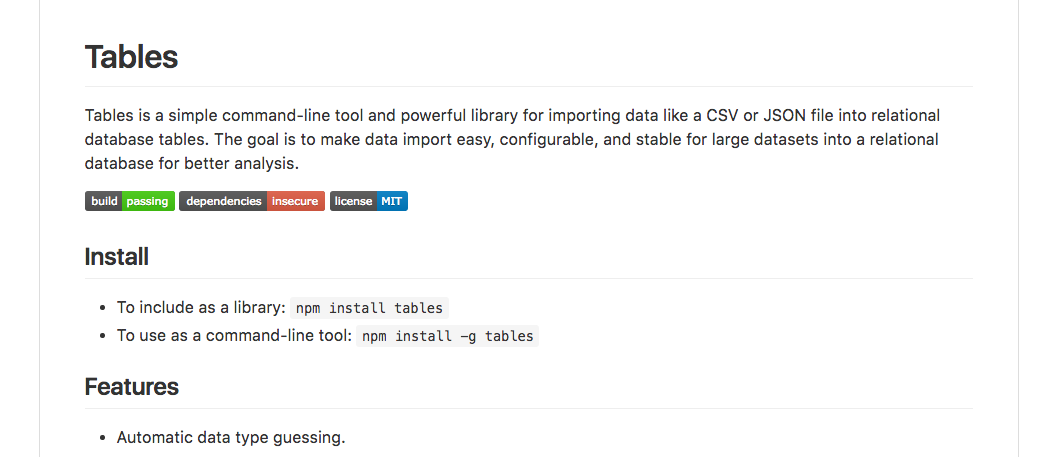 Tables
Tables is a simple command-line tool and powerful library for importing data like a CSV or JSON file into relational
database tables. The goal is to make data import easy, configurable, and stable for large datasets into a relational
database for better analysis.
build passing dependencies insecure license MIT
Install
• To include as a library: npm install tables
• To use as a command-line tool: npm install -g tables
Features
• Automatic data type guessing.